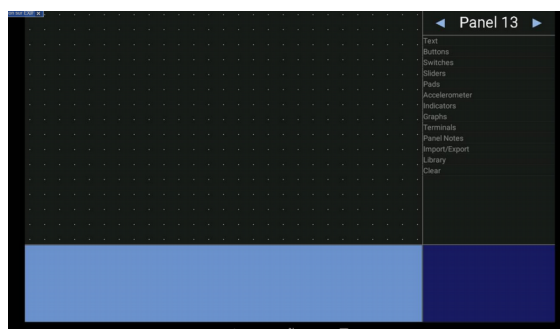 Panel 13
Text
Buttons
Switches
Sliders
Pads
Accelerometer
Indicators
Graphs
Terminals
Panel Notes
Import/Export
Library
Clear